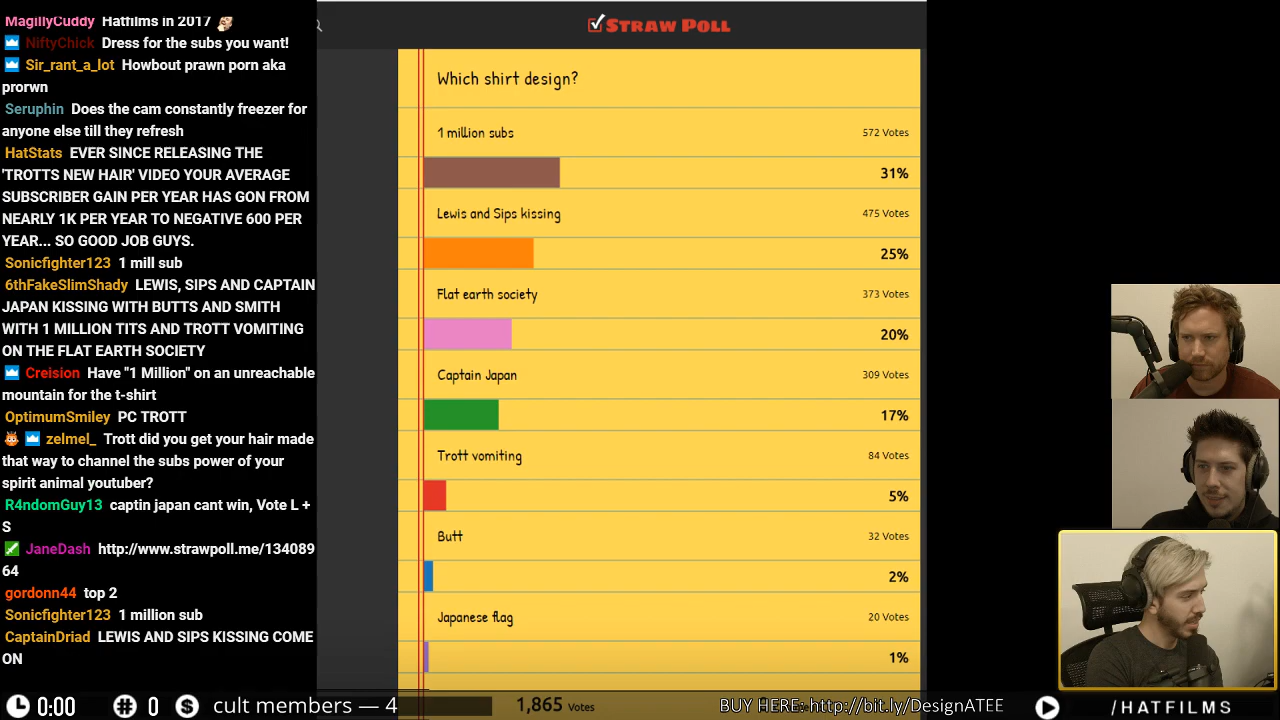 MagillyCuddy Hatfilms in 2017
NiftyChick Dress for the subs you want!
Sir_rant_a_lot Howbout prawn porn aka
prorwn
Seruphin Does the cam constantly freezer for
anyone else till they refresh
HatStats EVER SINCE RELEASING THE
'TROTTS NEW HAIR' VIDEO YOUR AVERAGE
SUBSCRIBER GAIN PER YEAR HAS GON FROM
NEARLY 1K PER YEAR TO NEGATIVE 600 PER
YEAR... SO GOOD JOB GUYS.
Sonicfighter123 1 mill sub
6thFakeSlimShady LEWIS, SIPS AND CAPTAIN
JAPAN KISSING WITH BUTTS AND SMITH
WITH 1 MILLION TITS AND TROTT VOMITING
ON THE FLAT EARTH SOCIETY
Creision Have "1 Million" on an unreachable
mountain for the t-shirt
OptimumSmiley PC TROTT
zelmel_ Trott did you get your hair made
that way to channel the subs power of your
spirit animal youtuber?
R4ndomGuy13 captin japan cant win, Vote L +
S
JaneDash http://www.strawpoll.me/134089
64
gordonn44 top 2
Sonicfighter123 1 million sub
CaptainDriad LEWIS AND SIPS KISSING COME
ON
STRAW POLL
Which shirt design?
1 million subs 572 Votes
31%
Lewis and Sips kissing 475 Votes
25%
Flat earth society 373 Votes
20%
Captain Japan 309 Votes
17%
Trott vomiting 84 Votes
5%
Butt 32 Votes
2%
Japanese flag 20 Votes
1%
1,865 Votes
0:00 # 0 $ cult members — 4 BUY HERE: http://bit.ly/DesignATEE /HATFILMS